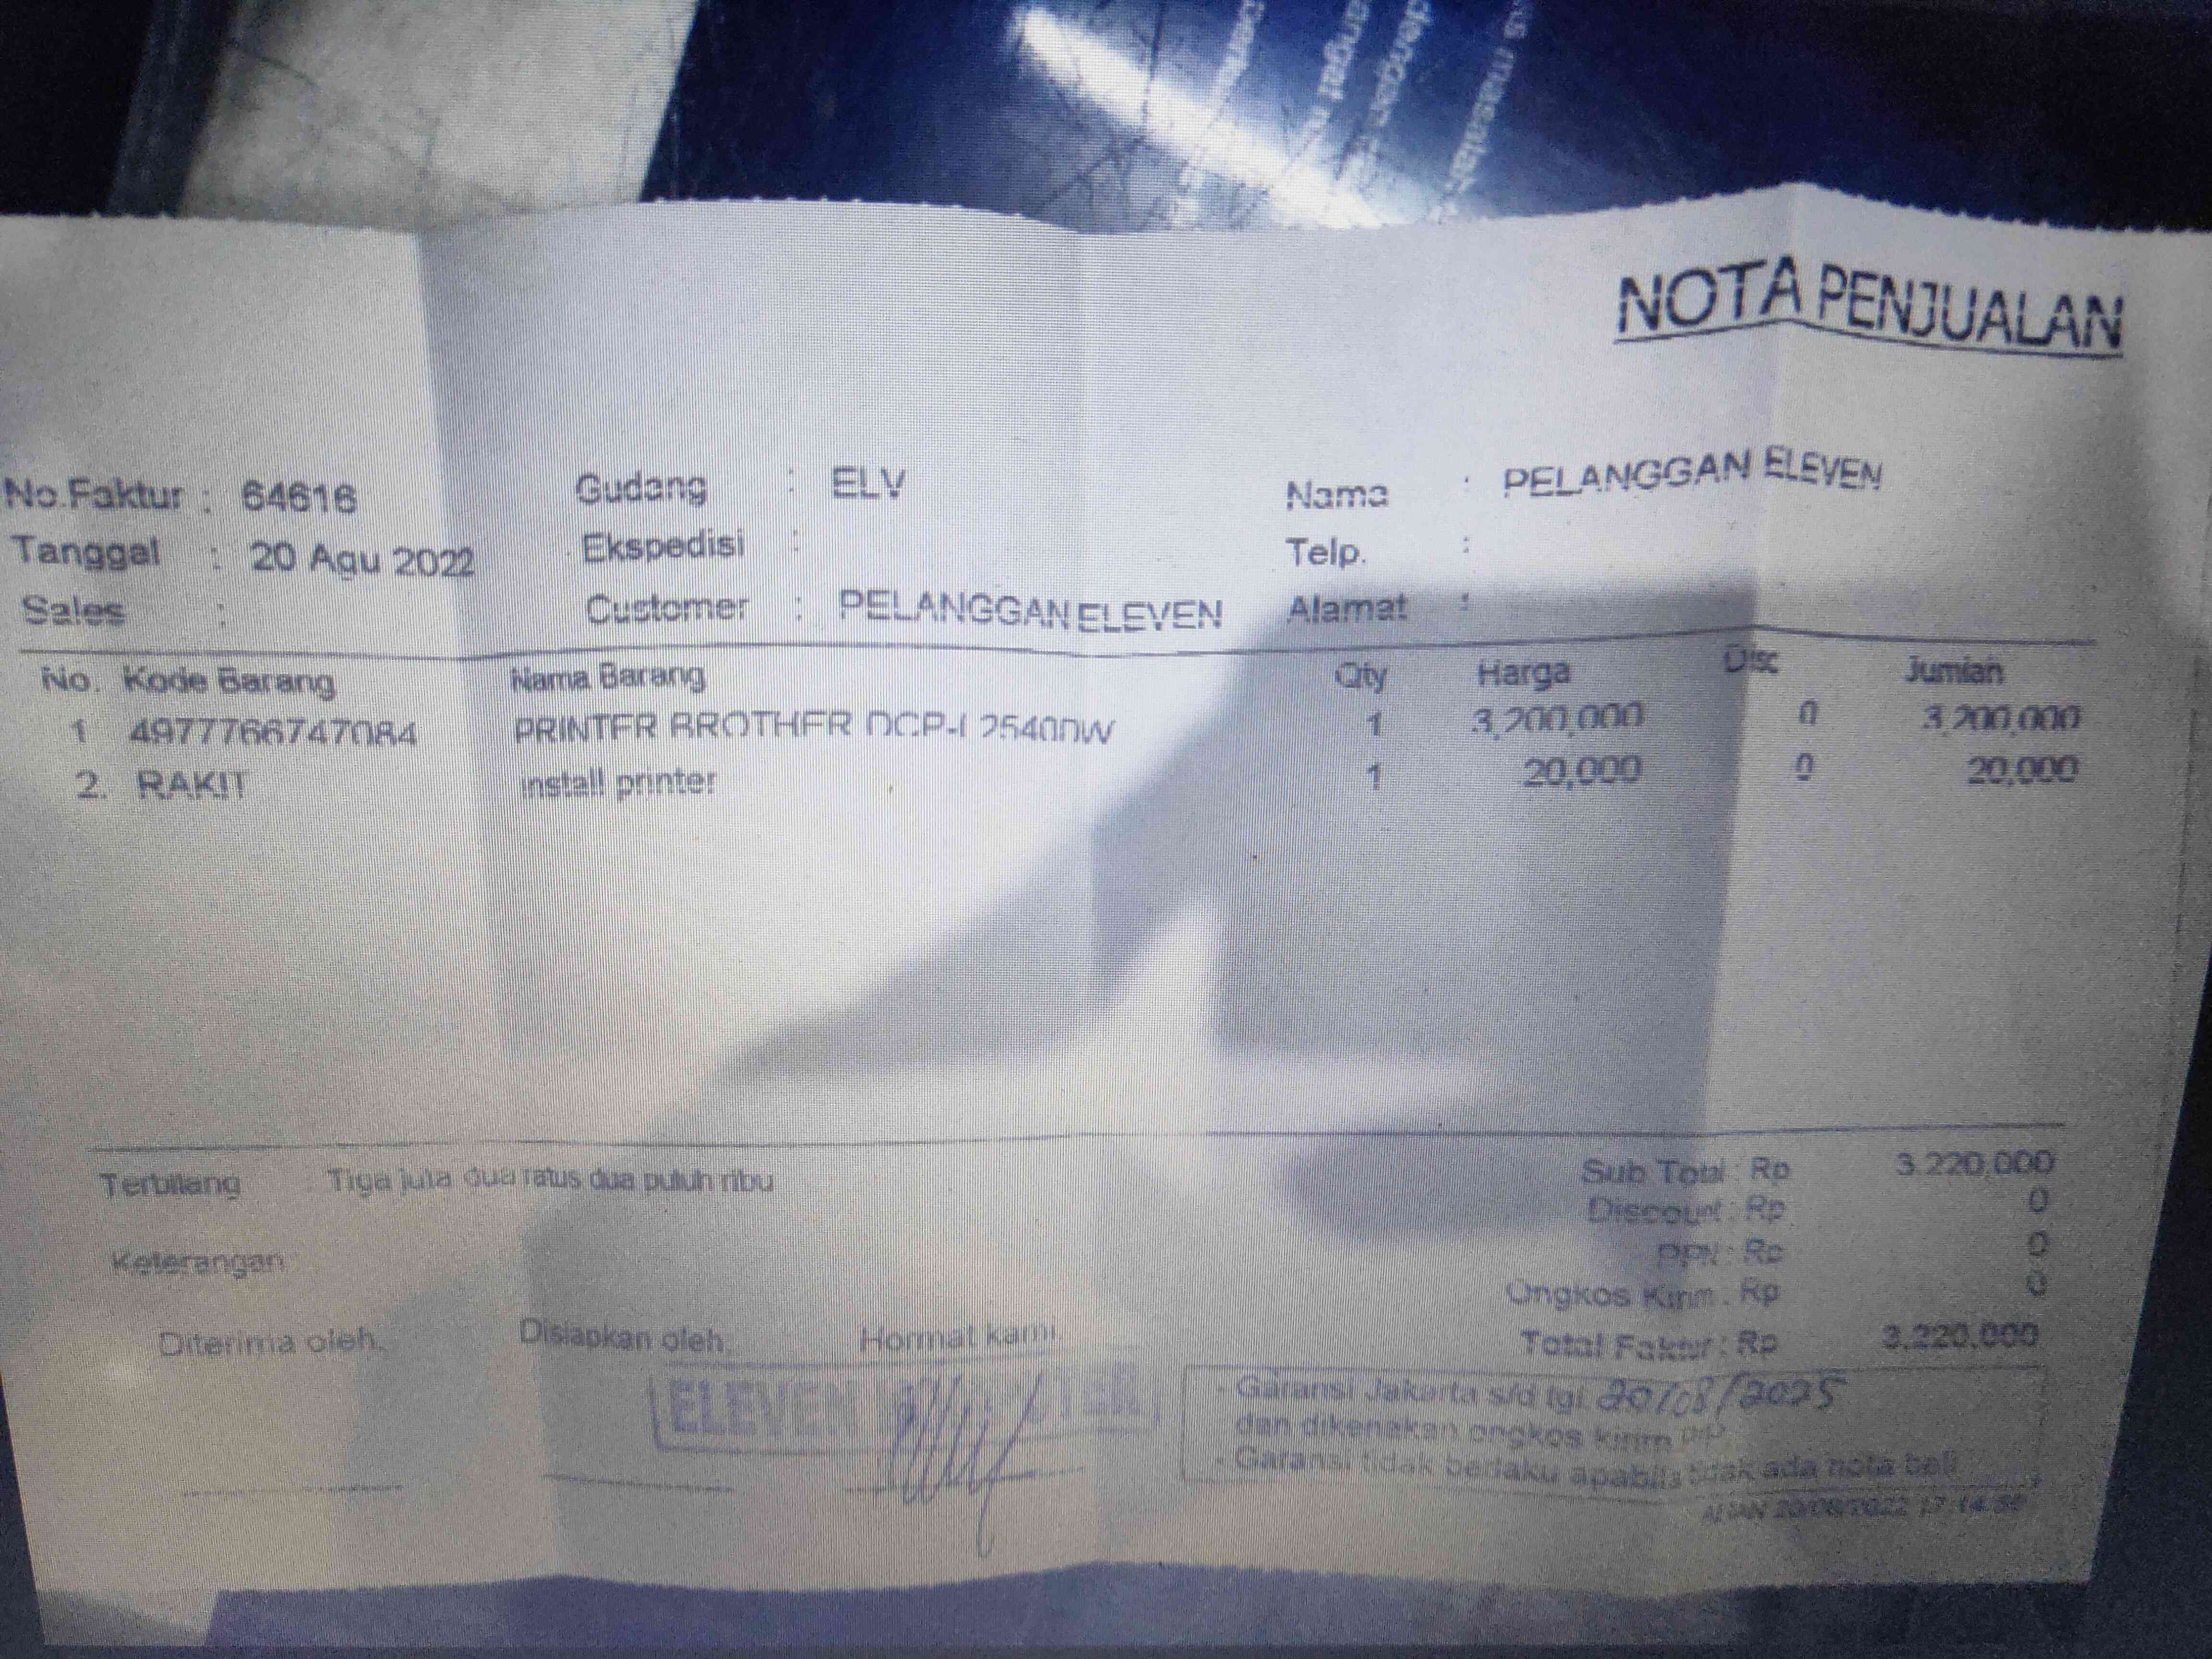 NOTA PENJUALAN
No.Faktur : 64616 Gudang : ELV Nama : PELANGGAN ELEVEN
Tanggal : 20 Agu 2022 Ekspedisi : Telp. :
Sales : Customer : PELANGGAN ELEVEN Alamat :
No. Kode Barang Nama Barang Qty Harga Disc Jumlah
1 4977766747084 PRINTER BROTHER DCP-L2540DW 1 3,200,000 0 3,200,000
2. RAKIT install printer 1 20,000 0 20,000
Terbilang : Tiga juta dua ratus dua puluh ribu
Sub Total : Rp 3.220,000
Discount : Rp 0
Keterangan
PPN : Rp 0
Ongkos Kirim : Rp 0
Total Faktur : Rp 3,220,000
Diterima oleh, Disiapkan oleh, Hormat kami,
ELEVEN
- Garansi Jakarta s/d tgl. 20/08/2025
dan dikenakan ongkos kirim PP
- Garansi tidak berlaku apabila tidak ada nota beli
20/08/2022